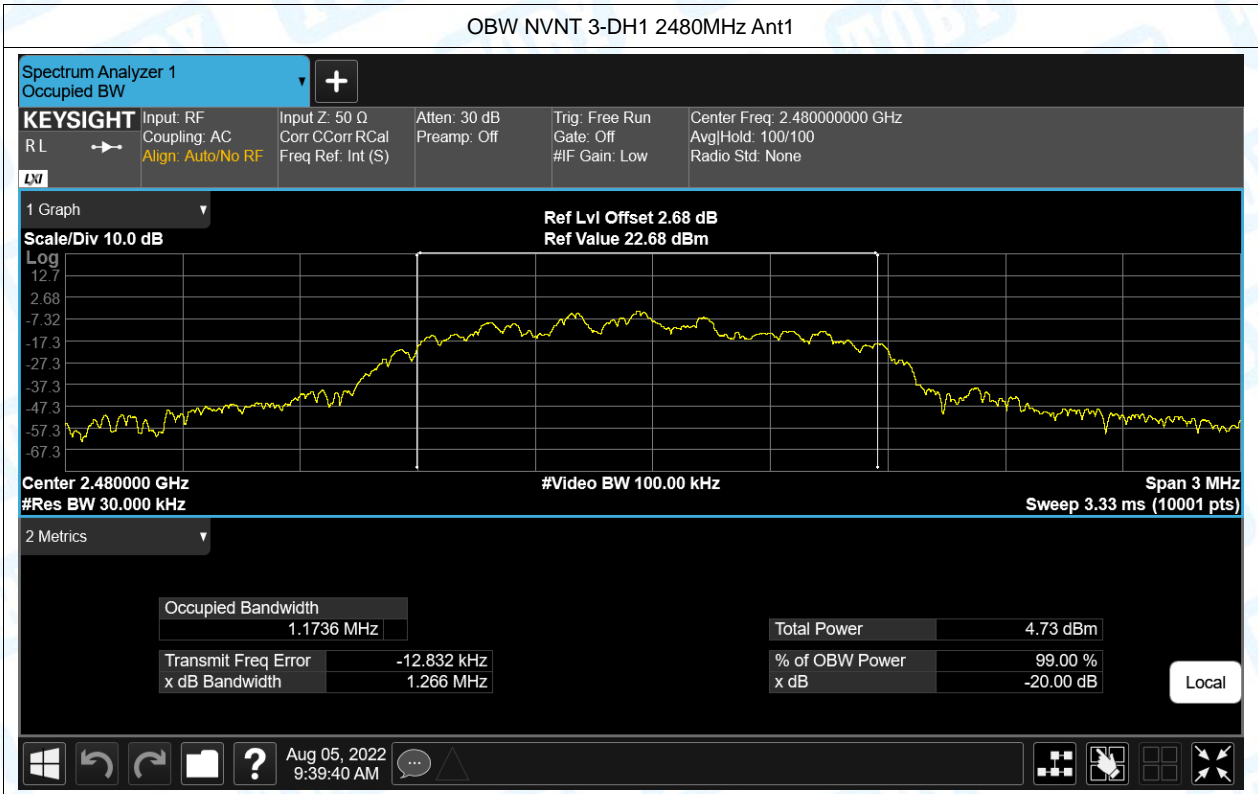 OBW NVNT 3-DH1 2480MHz Ant1
Spectrum Analyzer 1
Occupied BW
KEYSIGHT
R L
LXI
Input: RF
Coupling: AC
Align: Auto/No RF
Input Z: 50 Ω
Corr CCorr RCal
Freq Ref: Int (S)
Atten: 30 dB
Preamp: Off
Trig: Free Run
Gate: Off
#IF Gain: Low
Center Freq: 2.480000000 GHz
Avg|Hold: 100/100
Radio Std: None
1 Graph
Ref Lvl Offset 2.68 dB
Scale/Div 10.0 dB
Ref Value 22.68 dBm
Log
12.7
2.68
-7.32
-17.3
-27.3
-37.3
-47.3
-57.3
-67.3
Center 2.480000 GHz
#Video BW 100.00 kHz
Span 3 MHz
#Res BW 30.000 kHz
Sweep 3.33 ms (10001 pts)
2 Metrics
Occupied Bandwidth
1.1736 MHz
Total Power 4.73 dBm
Transmit Freq Error -12.832 kHz
% of OBW Power 99.00 %
x dB Bandwidth 1.266 MHz
x dB -20.00 dB
Local
Aug 05, 2022
9:39:40 AM